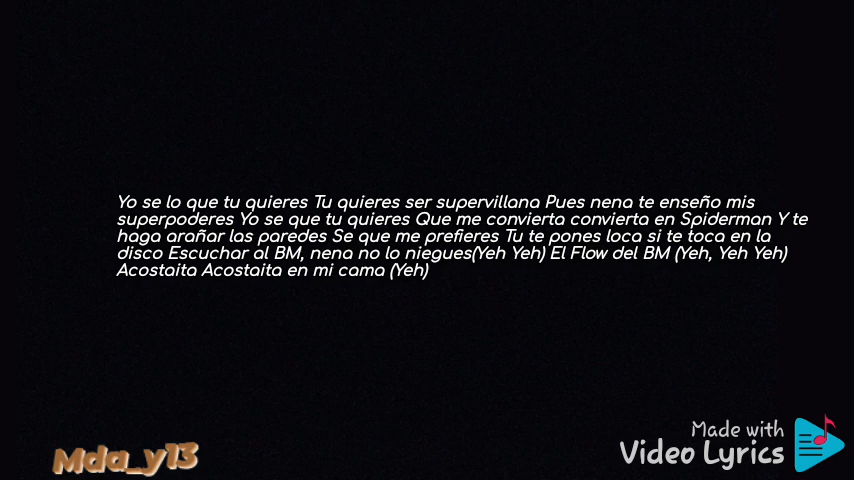 Yo se lo que tu quieres Tu quieres ser supervillana Pues nena te enseño mis
superpoderes Yo se que tu quieres Que me convierta convierta en Spiderman Y te
haga arañar las paredes Se que me prefieres Tu te pones loca si te toca en la
disco Escuchar al BM, nena no lo niegues(Yeh Yeh) El Flow del BM (Yeh, Yeh Yeh)
Acostaita Acostaita en mi cama (Yeh)
Made with
Video Lyrics
Mda_y13